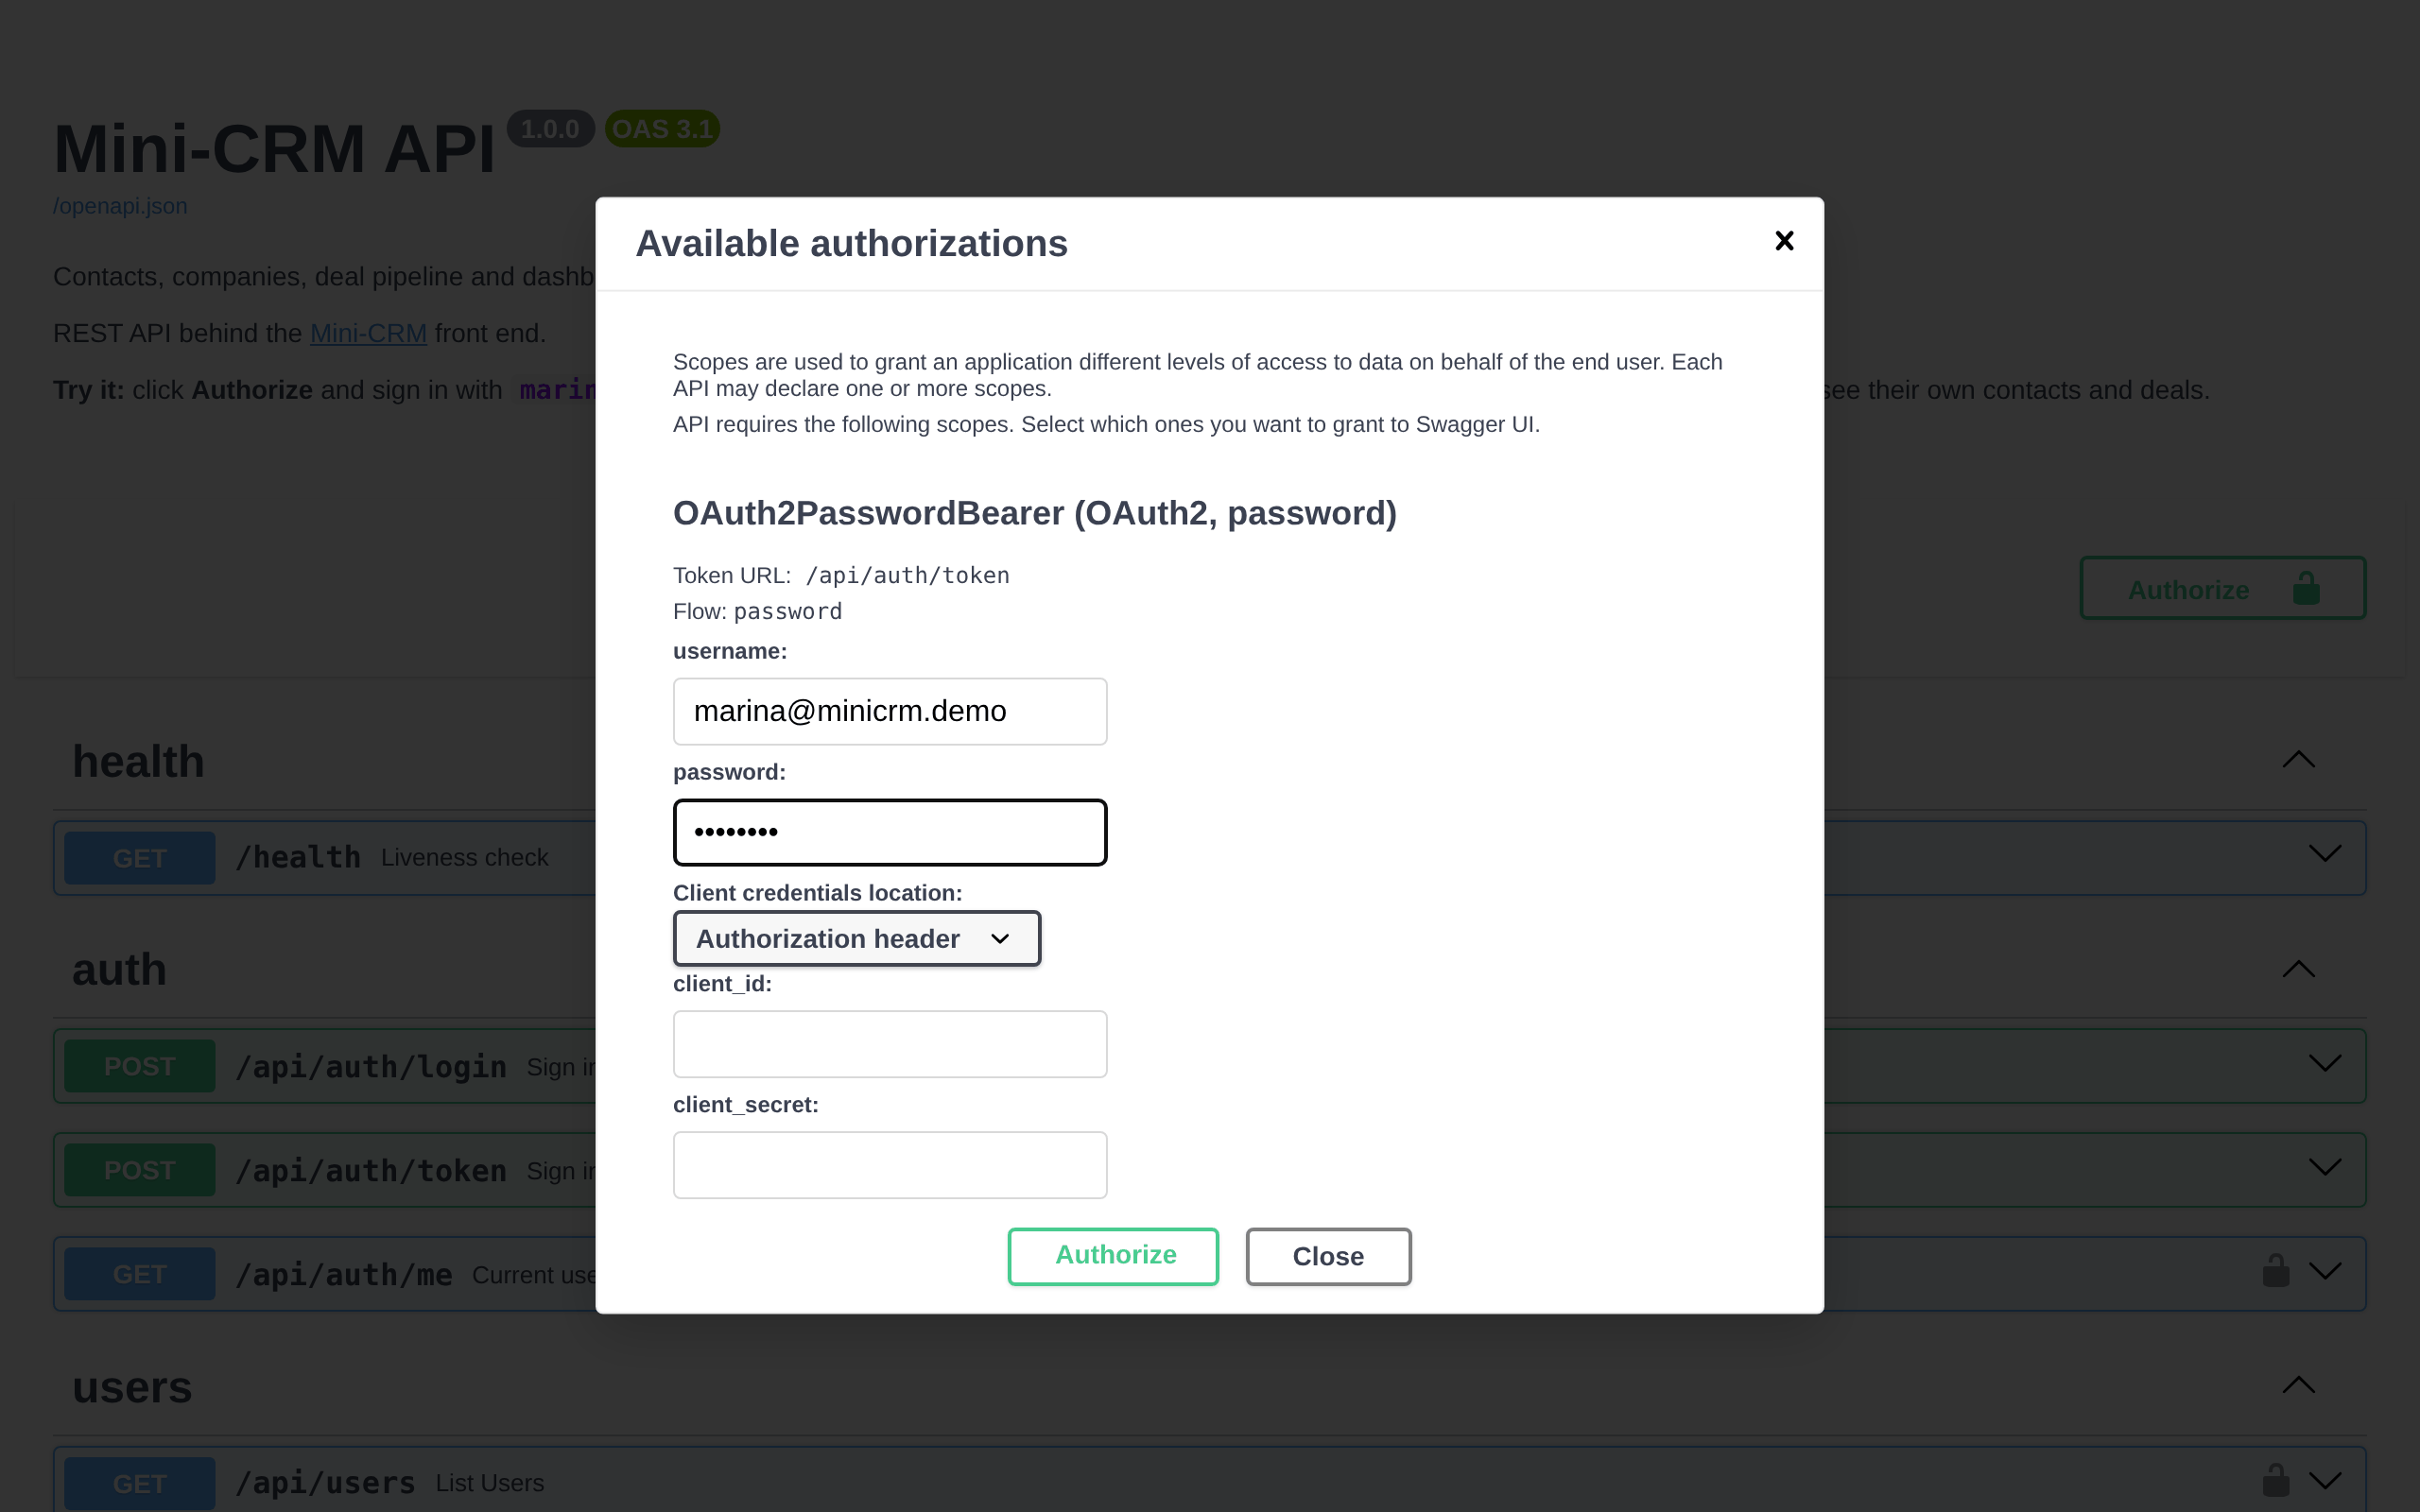 Mini-CRM API 1.0.0 OAS 3.1
/openapi.json
Contacts, companies, deal pipeline and
REST API behind the Mini-CRM front end.
Try it: click Authorize and sign in with
see their own contacts and deals.
Authorize
health
GET /health Liveness check
auth
POST /api/auth/login Sign
POST /api/auth/token Sign
GET /api/auth/me Current
users
GET /api/users List Users
Available authorizations
Scopes are used to grant an application different levels of access to data on behalf of the end user. Each
API may declare one or more scopes.
API requires the following scopes. Select which ones you want to grant to Swagger UI.
OAuth2PasswordBearer (OAuth2, password)
Token URL: /api/auth/token
Flow: password
username:
marina@minicrm.demo
password:
••••••••
Client credentials location:
Authorization header
client_id:
client_secret:
Authorize Close